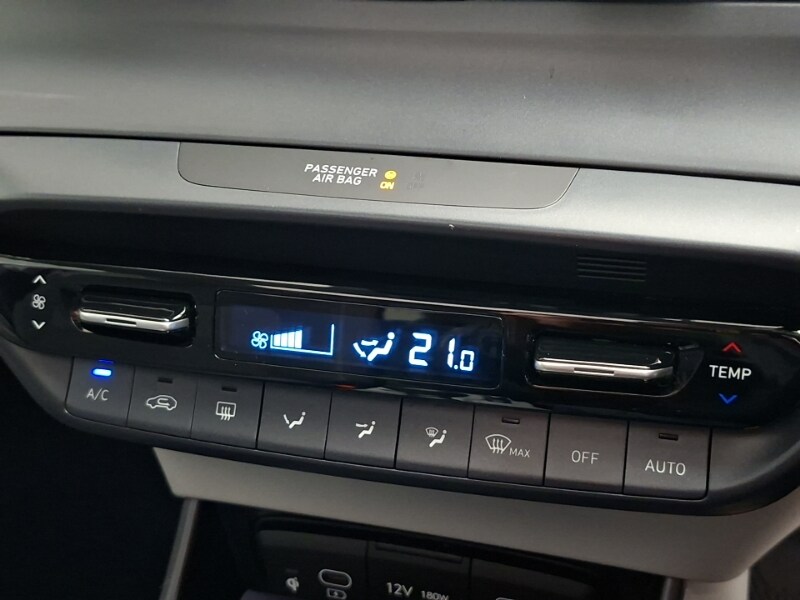 PASSENGER
AIR BAG ON
21.0
TEMP
A/C
MAX
OFF
AUTO
12V 180W